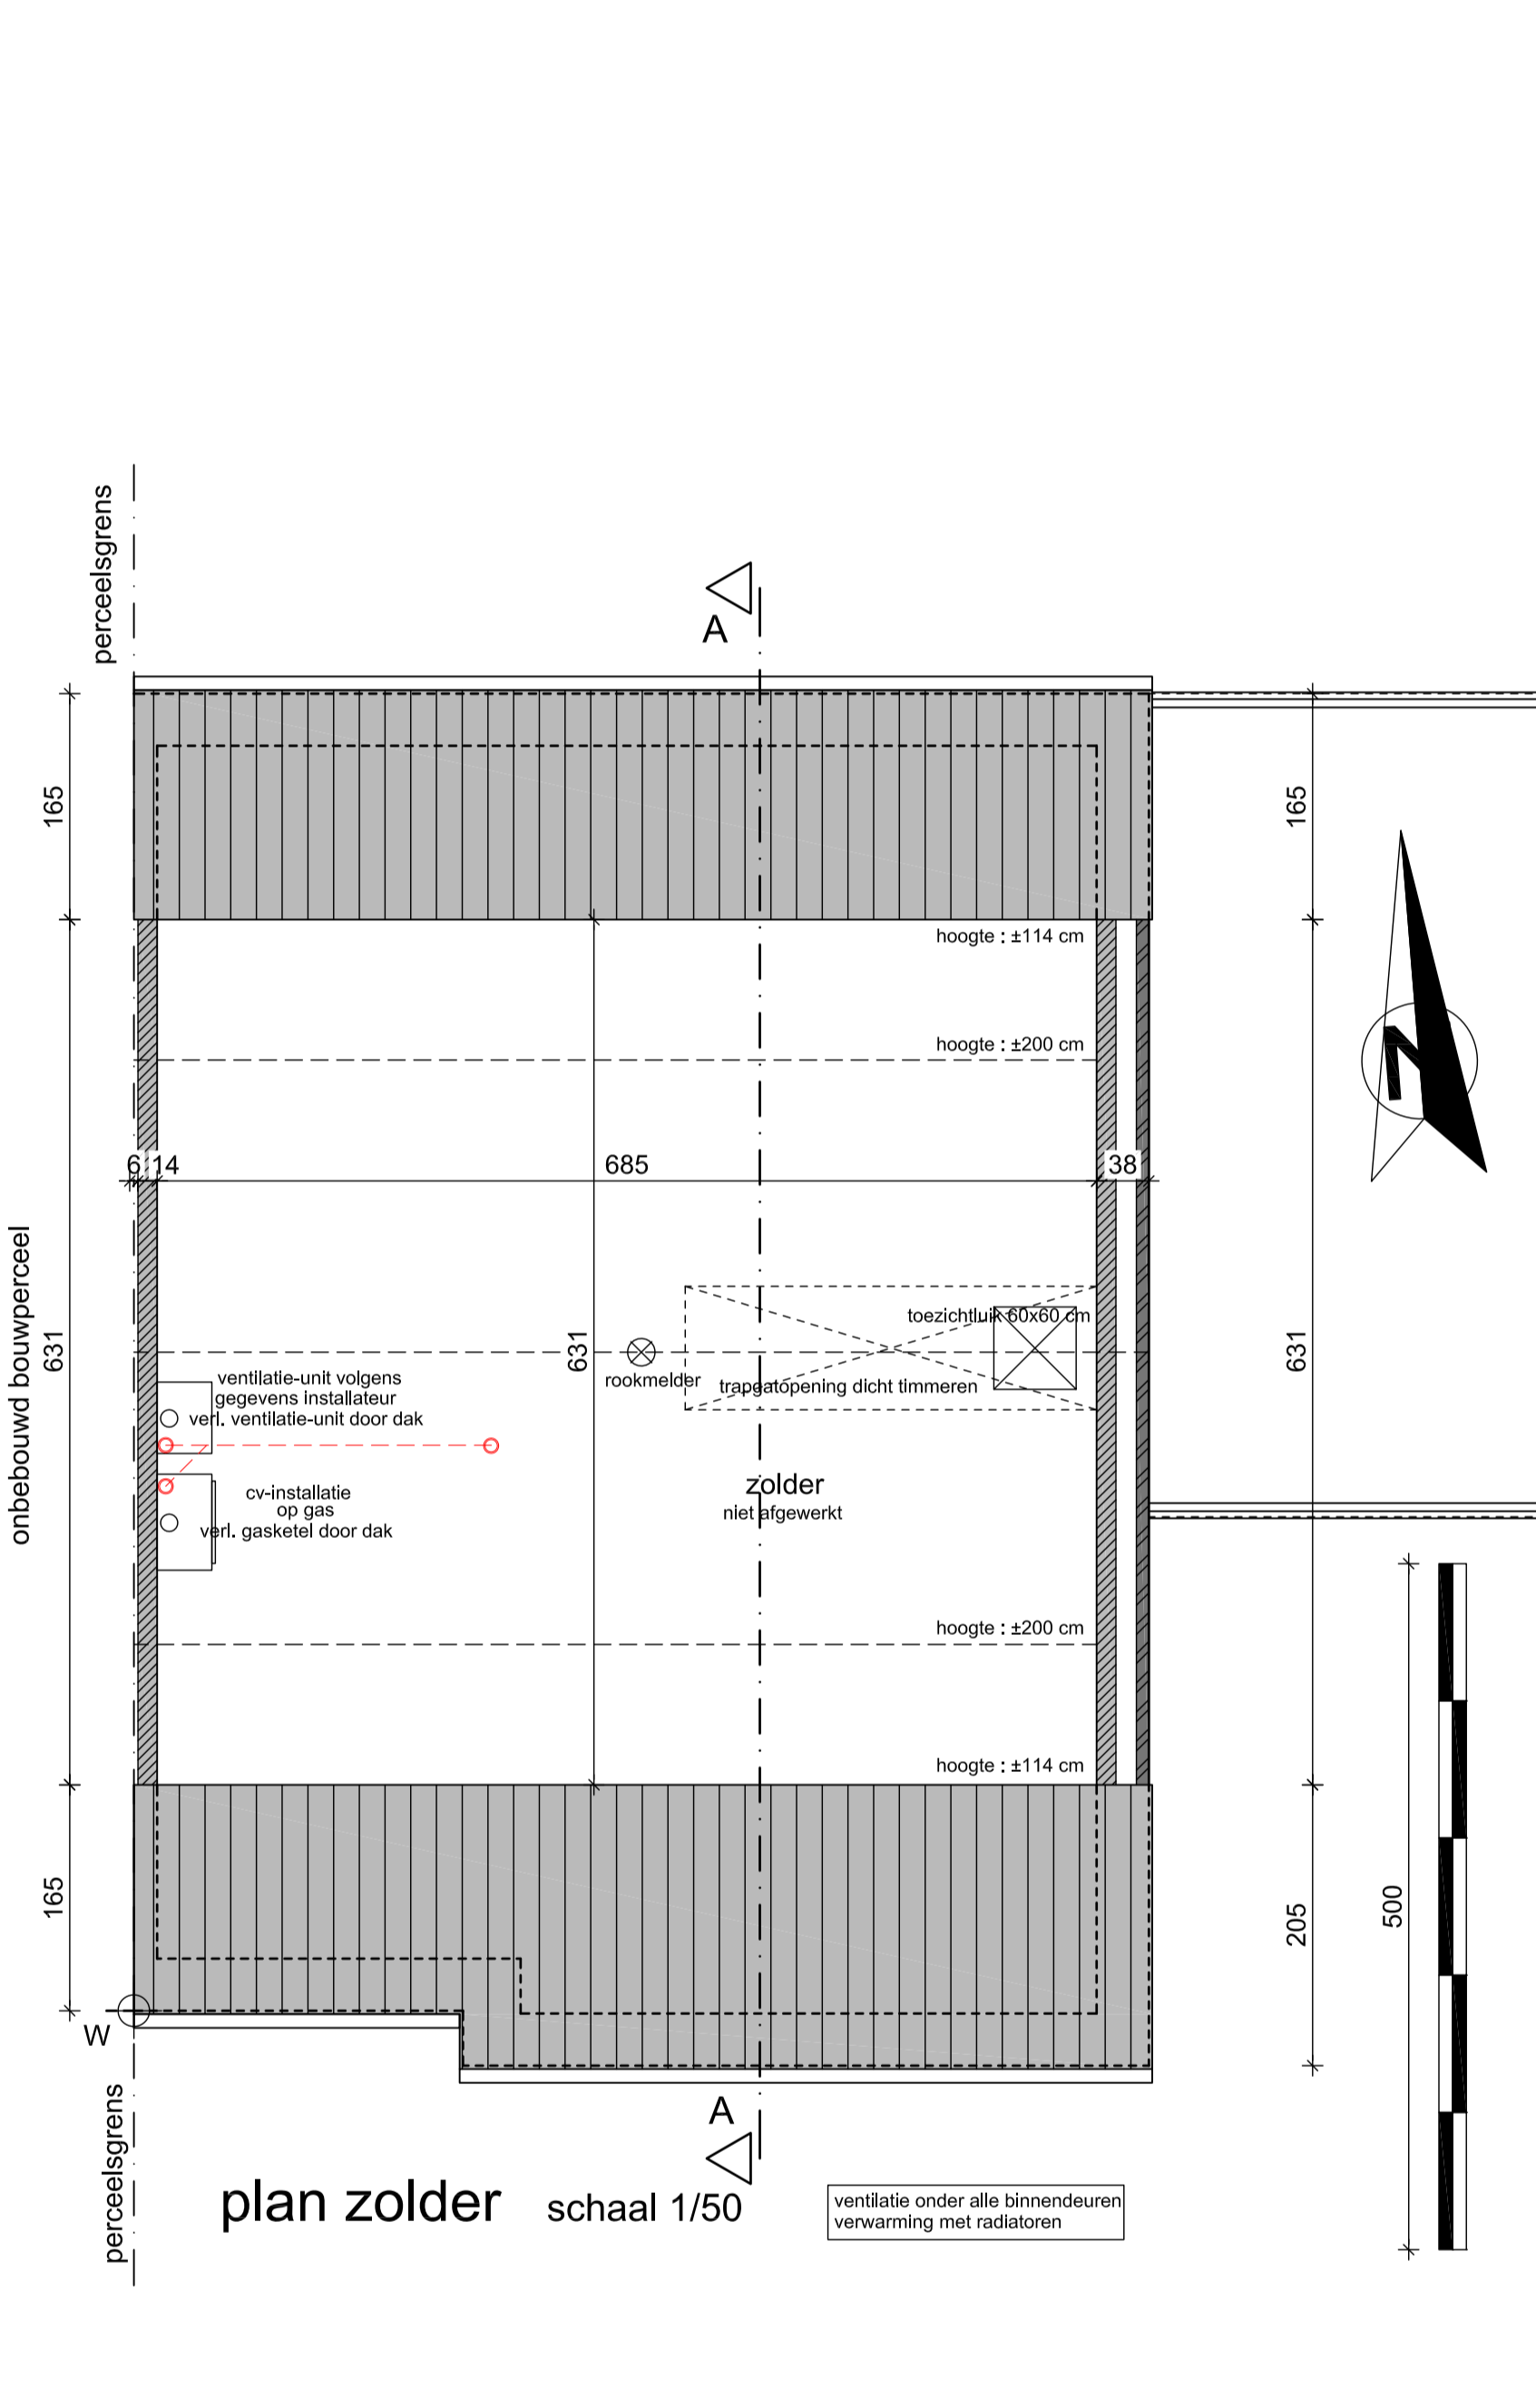 perceelsgrens
A
165
165
hoogte : ±114 cm
hoogte : ±200 cm
6
14
685
38
onbebouwd bouwperceel
631
631
631
toezichtluik 60x60 cm
rookmelder
trapgatopening dicht timmeren
ventilatie-unit volgens
gegevens installateur
verl. ventilatie-unit door dak
cv-installatie
op gas
verl. gasketel door dak
zolder
niet afgewerkt
hoogte : ±200 cm
hoogte : ±114 cm
165
205
500
W
A
perceelsgrens
plan zolder
schaal 1/50
ventilatie onder alle binnendeuren
verwarming met radiatoren